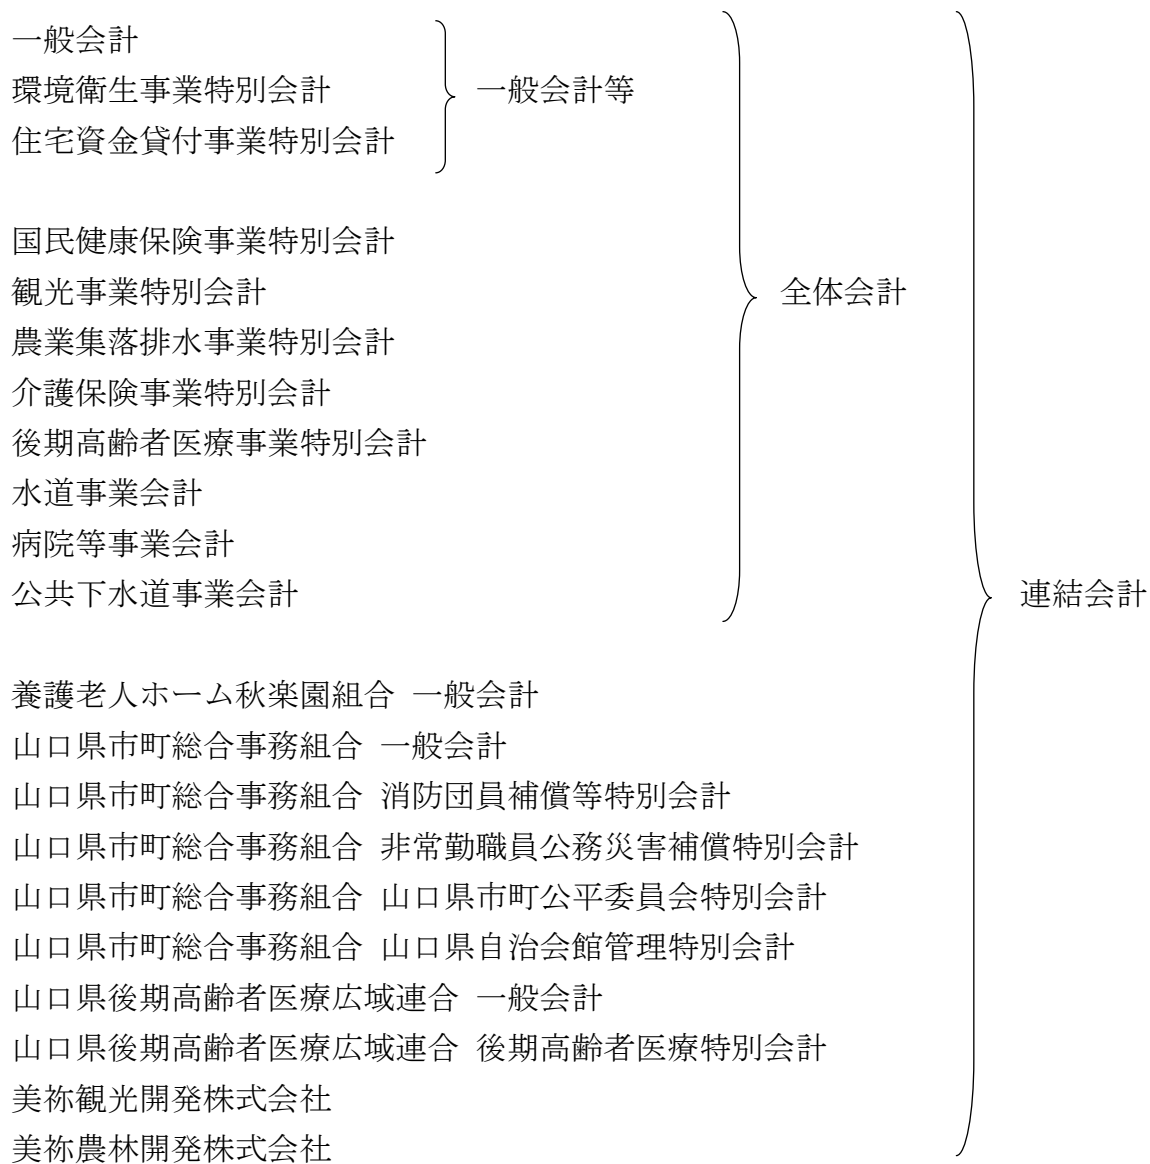 一般会計
環境衛生事業特別会計
一般会計等
住宅資金貸付事業特別会計
国民健康保険事業特別会計
観光事業特別会計
全体会計
農業集落排水事業特別会計
介護保険事業特別会計
後期高齢者医療事業特別会計
水道事業会計
病院等事業会計
公共下水道事業会計
連結会計
養護老人ホーム秋楽園組合 一般会計
山口県市町総合事務組合 一般会計
山口県市町総合事務組合 消防団員補償等特別会計
山口県市町総合事務組合 非常勤職員公務災害補償特別会計
山口県市町総合事務組合 山口県市町公平委員会特別会計
山口県市町総合事務組合 山口県自治会館管理特別会計
山口県後期高齢者医療広域連合 一般会計
山口県後期高齢者医療広域連合 後期高齢者医療特別会計
美祢観光開発株式会社
美祢農林開発株式会社